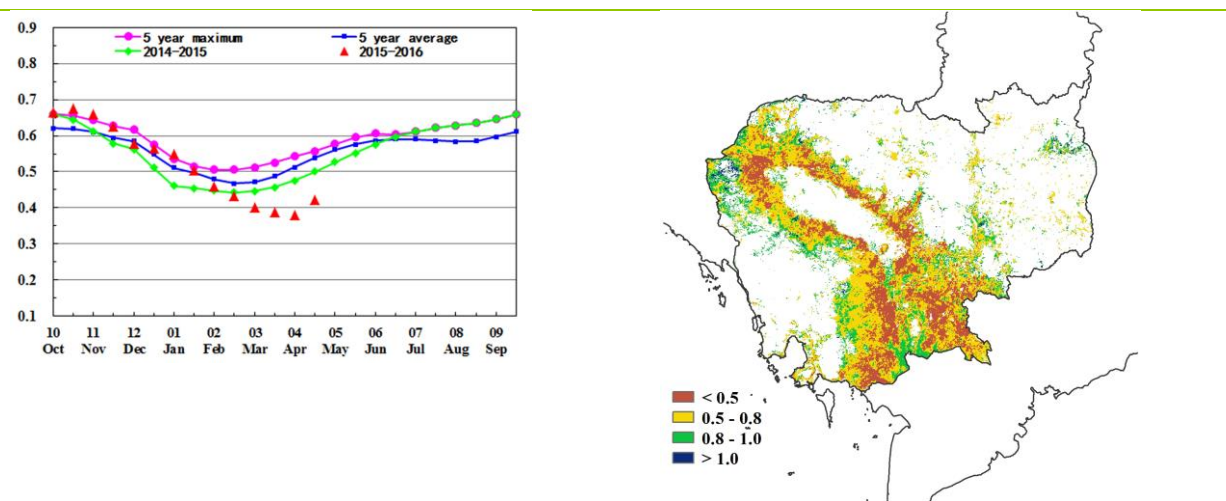 5 year maximum 5 year average
2014-2015 2015-2016
0.9
0.8
0.7
0.6
0.5
0.4
0.3
0.2
0.1
10 11 12 01 02 03 04 05 06 07 08 09
Oct Nov Dec Jan Feb Mar Apr May Jun Jul Aug Sep
< 0.5
0.5 - 0.8
0.8 - 1.0
> 1.0